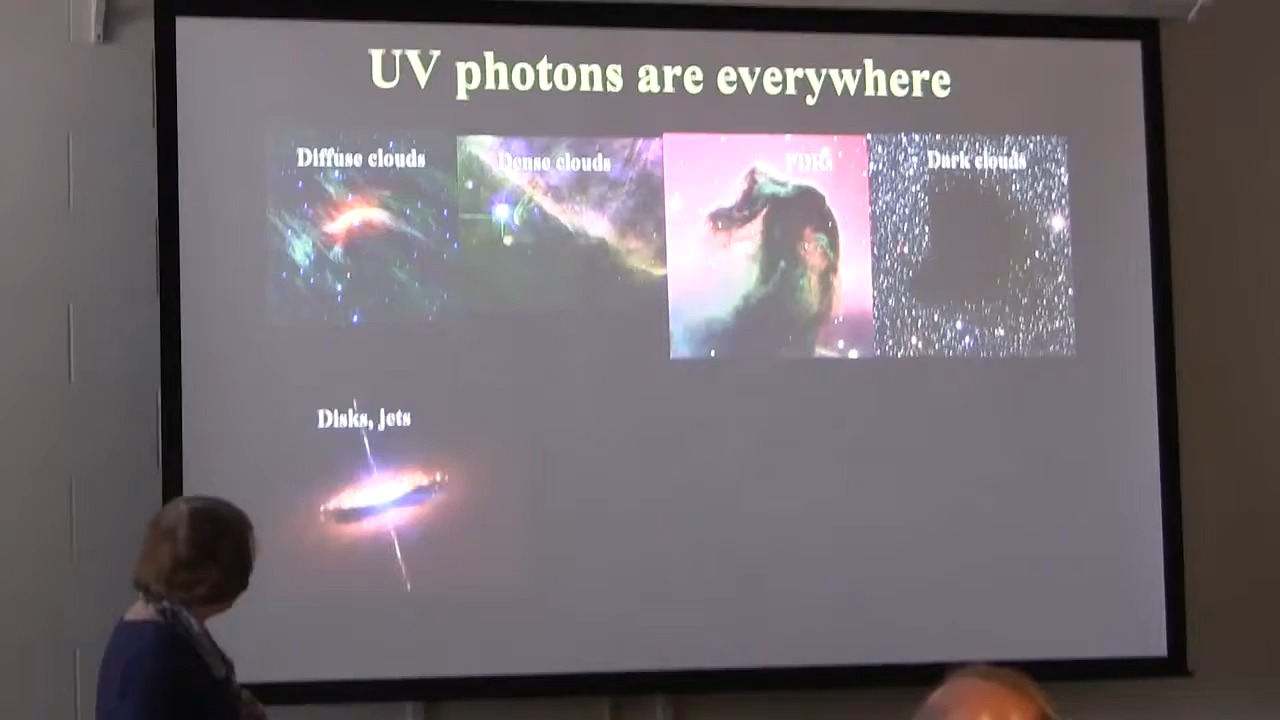 UV photons are everywhere
Diffuse clouds
Dense clouds
PDRs
Dark clouds
Disks, jets